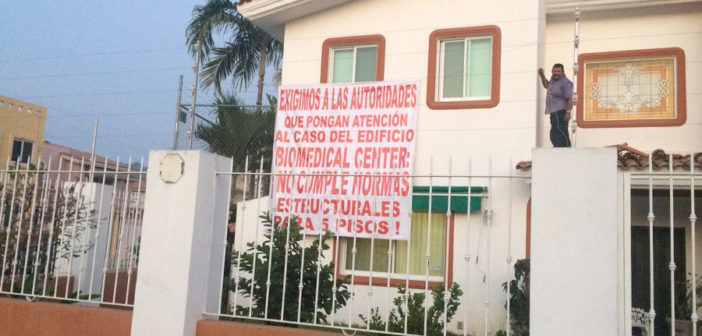 EXIGIMOS A LAS AUTORIDADES
QUE PONGAN ATENCIÓN
AL CASO DEL EDIFICIO
BIOMEDICAL CENTER:
NO CUMPLE NORMAS
ESTRUCTURALES
PARA 5 PISOS !